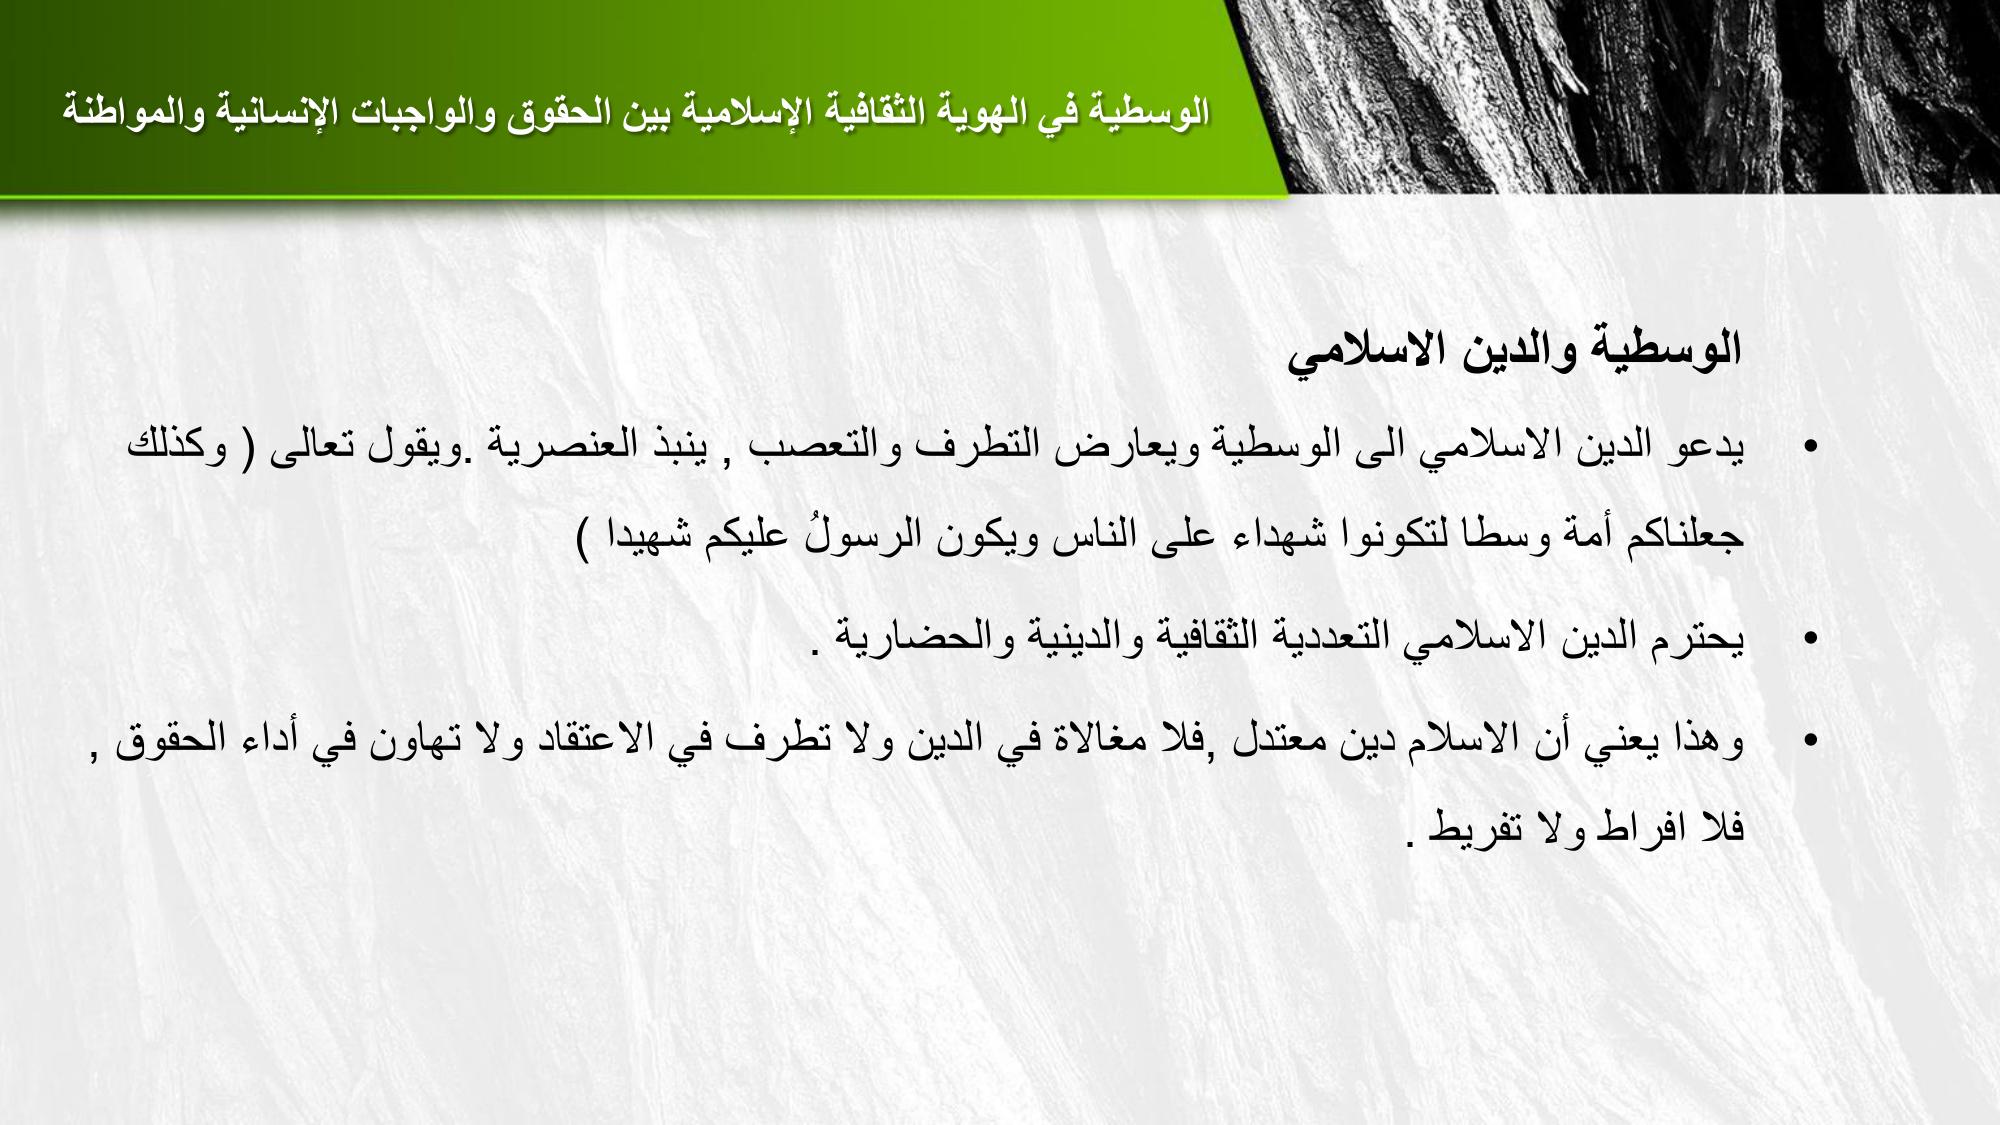 الوسطية في الهوية الثقافية الإسلامية بين الحقوق والواجبات الإنسانية والمواطنة
الوسطية والدين الاسلامي
• يدعو الدين الاسلامي الى الوسطية ويعارض التطرف والتعصب , ينبذ العنصرية .ويقول تعالى ( وكذلك
جعلناكم أمة وسطا لتكونوا شهداء على الناس ويكون الرسولُ عليكم شهيدا )
• يحترم الدين الاسلامي التعددية الثقافية والدينية والحضارية .
• وهذا يعني أن الاسلام دين معتدل ,فلا مغالاة في الدين ولا تطرف في الاعتقاد ولا تهاون في أداء الحقوق ,
فلا افراط ولا تفريط .